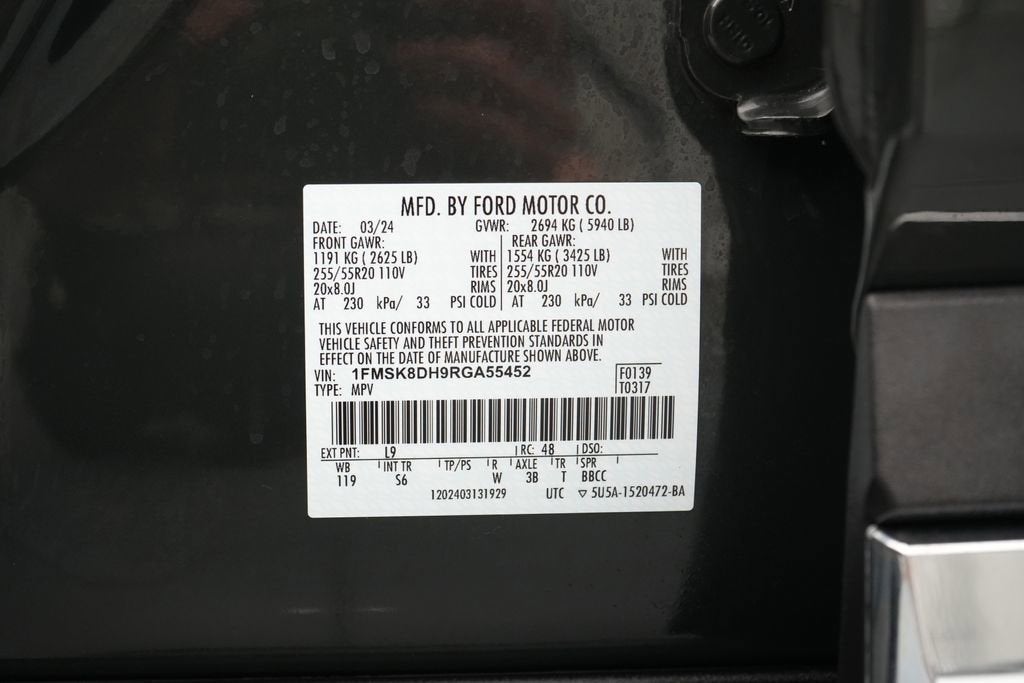 MFD. BY FORD MOTOR CO.
DATE: 03/24 GVWR: 2694 KG ( 5940 LB)
FRONT GAWR: REAR GAWR:
1191 KG ( 2625 LB) WITH 1554 KG ( 3425 LB) WITH
255/55R20 110V TIRES 255/55R20 110V TIRES
20x8.0J RIMS 20x8.0J RIMS
AT 230 kPa/ 33 PSI COLD AT 230 kPa/ 33 PSI COLD
THIS VEHICLE CONFORMS TO ALL APPLICABLE FEDERAL MOTOR
VEHICLE SAFETY AND THEFT PREVENTION STANDARDS IN
EFFECT ON THE DATE OF MANUFACTURE SHOWN ABOVE.
VIN: 1FMSK8DH9RGA55452 F0139
TYPE: MPV T0317
EXT PNT: L9 RC: 48 DSO:
WB INT TR TP/PS R AXLE TR SPR
119 S6 W 3B T BBCC
1202403131929 UTC ▽ 5U5A-1520472-BA